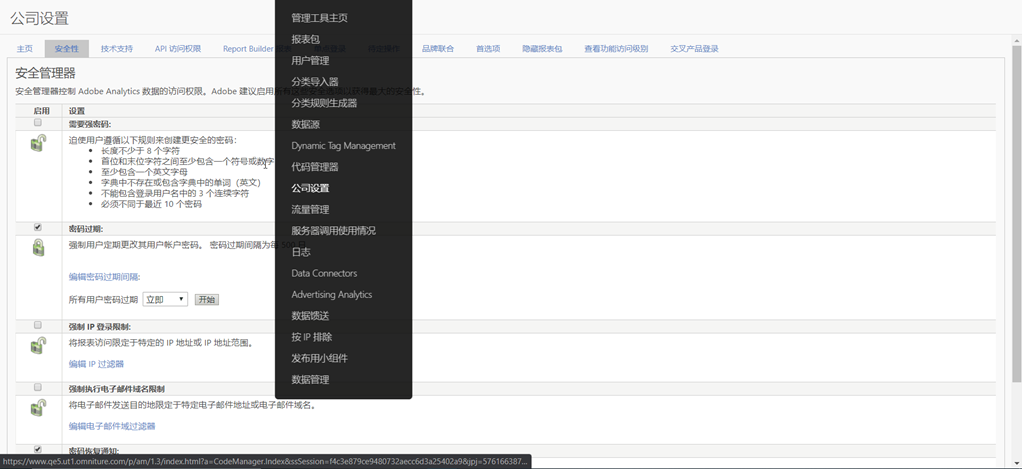 公司设置
主页
安全性
技术支持
API 访问权限
Report Builder
品牌联合
首选项
隐藏报表包
查看功能访问级别
交叉产品登录
安全管理器
安全管理器控制 Adobe Analytics 数据的访问权限。Adobe 建议启用所
获得最大的安全性。
启用
设置
需要强密码:
迫使用户遵循以下规则来创建更安全的密码:
长度不少于 8 个字符
首位和末位字符之间至少包含一个符号或数字
至少包含一个英文字母
字典中不存在或包含字典中的单词（英文）
不能包含登录用户名中的 3 个连续字符
必须不同于最近 10 个密码
密码过期:
强制用户定期更改其用户帐户密码。 密码过期间隔为每
编辑密码过期间隔:
所有用户密码过期 立即 开始
强制 IP 登录限制:
将报表访问限定于特定的 IP 地址或 IP 地址范围。
编辑 IP 过滤器
强制执行电子邮件域名限制
将电子邮件发送目的地限定于特定电子邮件地址或电子邮件域名。
编辑电子邮件域过滤器
密码恢复通知:
管理工具主页
报表包
用户管理
分类导入器
分类规则生成器
数据源
Dynamic Tag Management
代码管理器
公司设置
流量管理
服务器调用使用情况
日志
Data Connectors
Advertising Analytics
数据馈送
按 IP 排除
发布用小组件
数据管理
https://www.qe5.ut1.omniture.com/p/am/1.3/index.html?a=CodeManager.Index&ssSession=f4c3e879ce9480732aecc6d3a25402a9&jpj=576166387...